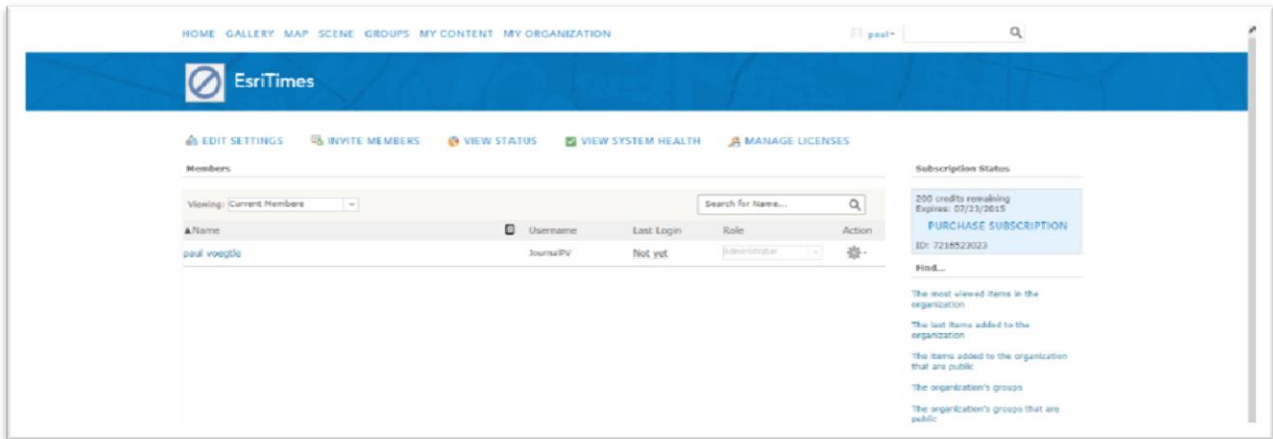 HOME GALLERY MAP SCENE GROUPS MY CONTENT MY ORGANIZATION
paul
EsriTimes
EDIT SETTINGS INVITE MEMBERS VIEW STATUS VIEW SYSTEM HEALTH MANAGE LICENSES
Members
Viewing: Current Members
Search for Name...
Name Username Last Login Role Action
paul voegtle JournalPV Not yet Administrator
Subscription Status
200 credits remaining
Expires: 07/23/2015
PURCHASE SUBSCRIPTION
ID: 7216523023
Find...
The most viewed items in the
organization
The last items added to the
organization
The items added to the organization
that are public
The organization's groups
The organization's groups that are
public